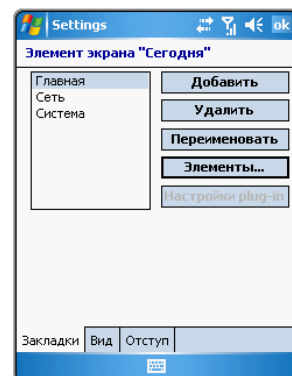 Settings ok
Элемент экрана "Сегодня"
Главная
Сеть
Система
Добавить
Удалить
Переименовать
Элементы...
Настройки plug-in
Закладки Вид Отступ